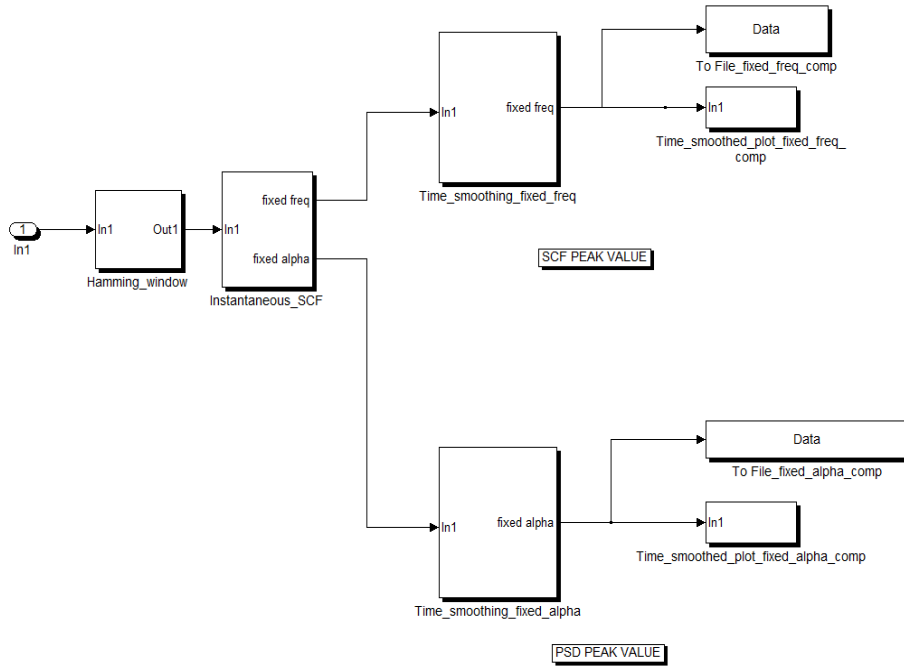 Data
To File_fixed_freq_comp
fixed freq
In1
In1
Time_smoothed_plot_fixed_freq_
comp
Time_smoothing_fixed_freq
fixed freq
1
In1
In1
Out1
Hamming_window
In1
fixed alpha
Instantaneous_SCF
SCF PEAK VALUE
Data
To File_fixed_alpha_comp
In1
fixed alpha
In1
Time_smoothed_plot_fixed_alpha_comp
Time_smoothing_fixed_alpha
PSD PEAK VALUE